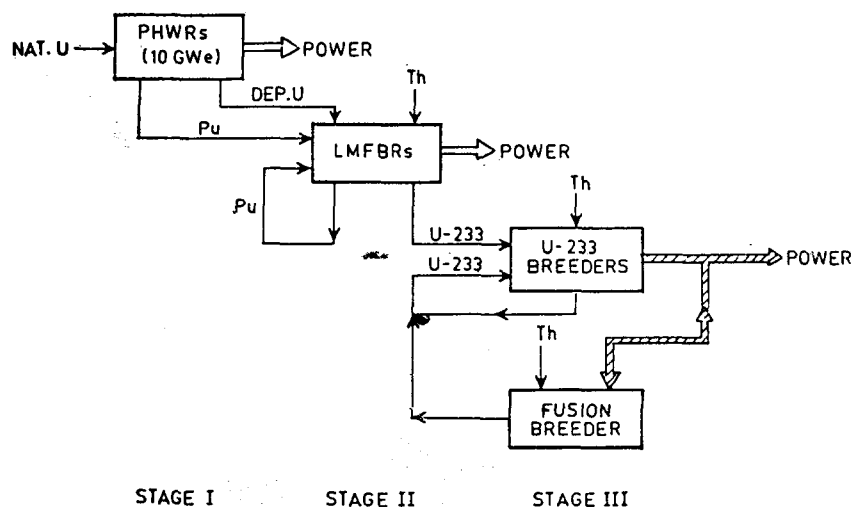 NAT. U
PHWRs
(10 GWe)
POWER
DEP.U
Th
Pu
LMFBRs
POWER
Pu
Th
U-233
U-233
U-233
BREEDERS
POWER
Th
FUSION
BREEDER
STAGE I
STAGE II
STAGE III